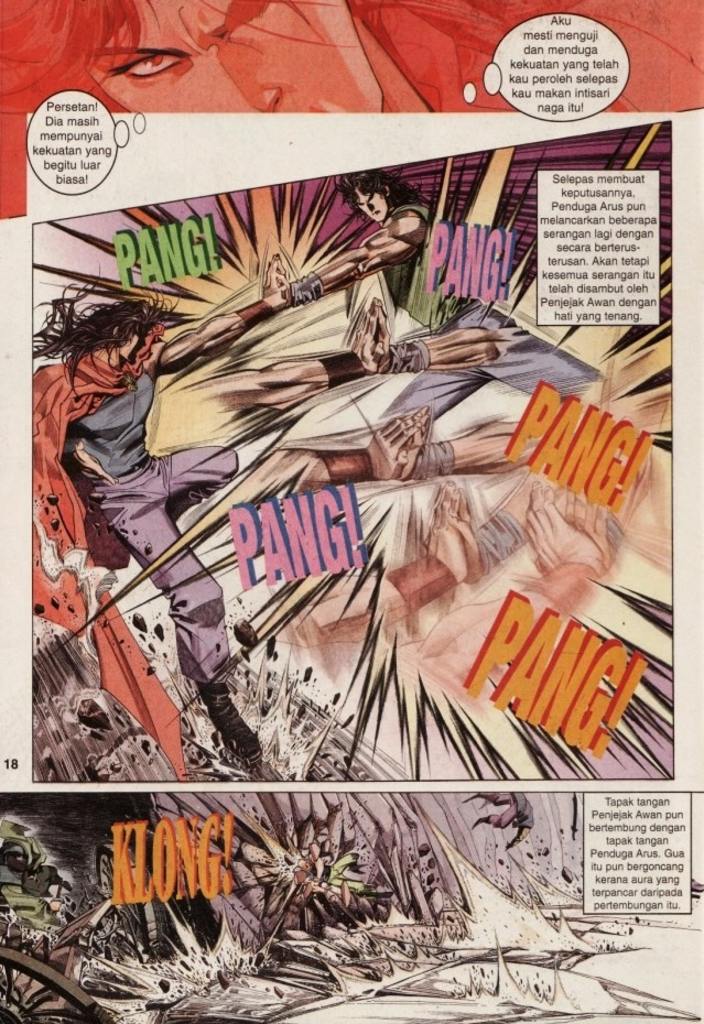 Persetan!
Dia masih
mempunyai
kekuatan yang
begitu luar
biasa!
Aku
mesti menguji
dan menduga
kekuatan yang telah
kau peroleh selepas
kau makan intisari
naga itu!
Selepas membuat
keputusannya,
Penduga Arus pun
melancarkan beberapa
serangan lagi dengan
secara berterus-
terusan. Akan tetapi
kesemua serangan itu
telah disambut oleh
Penjejak Awan dengan
hati yang tenang.
PANG!
PANG!
PANG!
PANG!
PANG!
18
KLONG!
Tapak tangan
Penjejak Awan pun
bertembung dengan
tapak tangan
Penduga Arus. Gua
itu pun bergoncang
kerana aura yang
terpancar daripada
pertembungan itu.